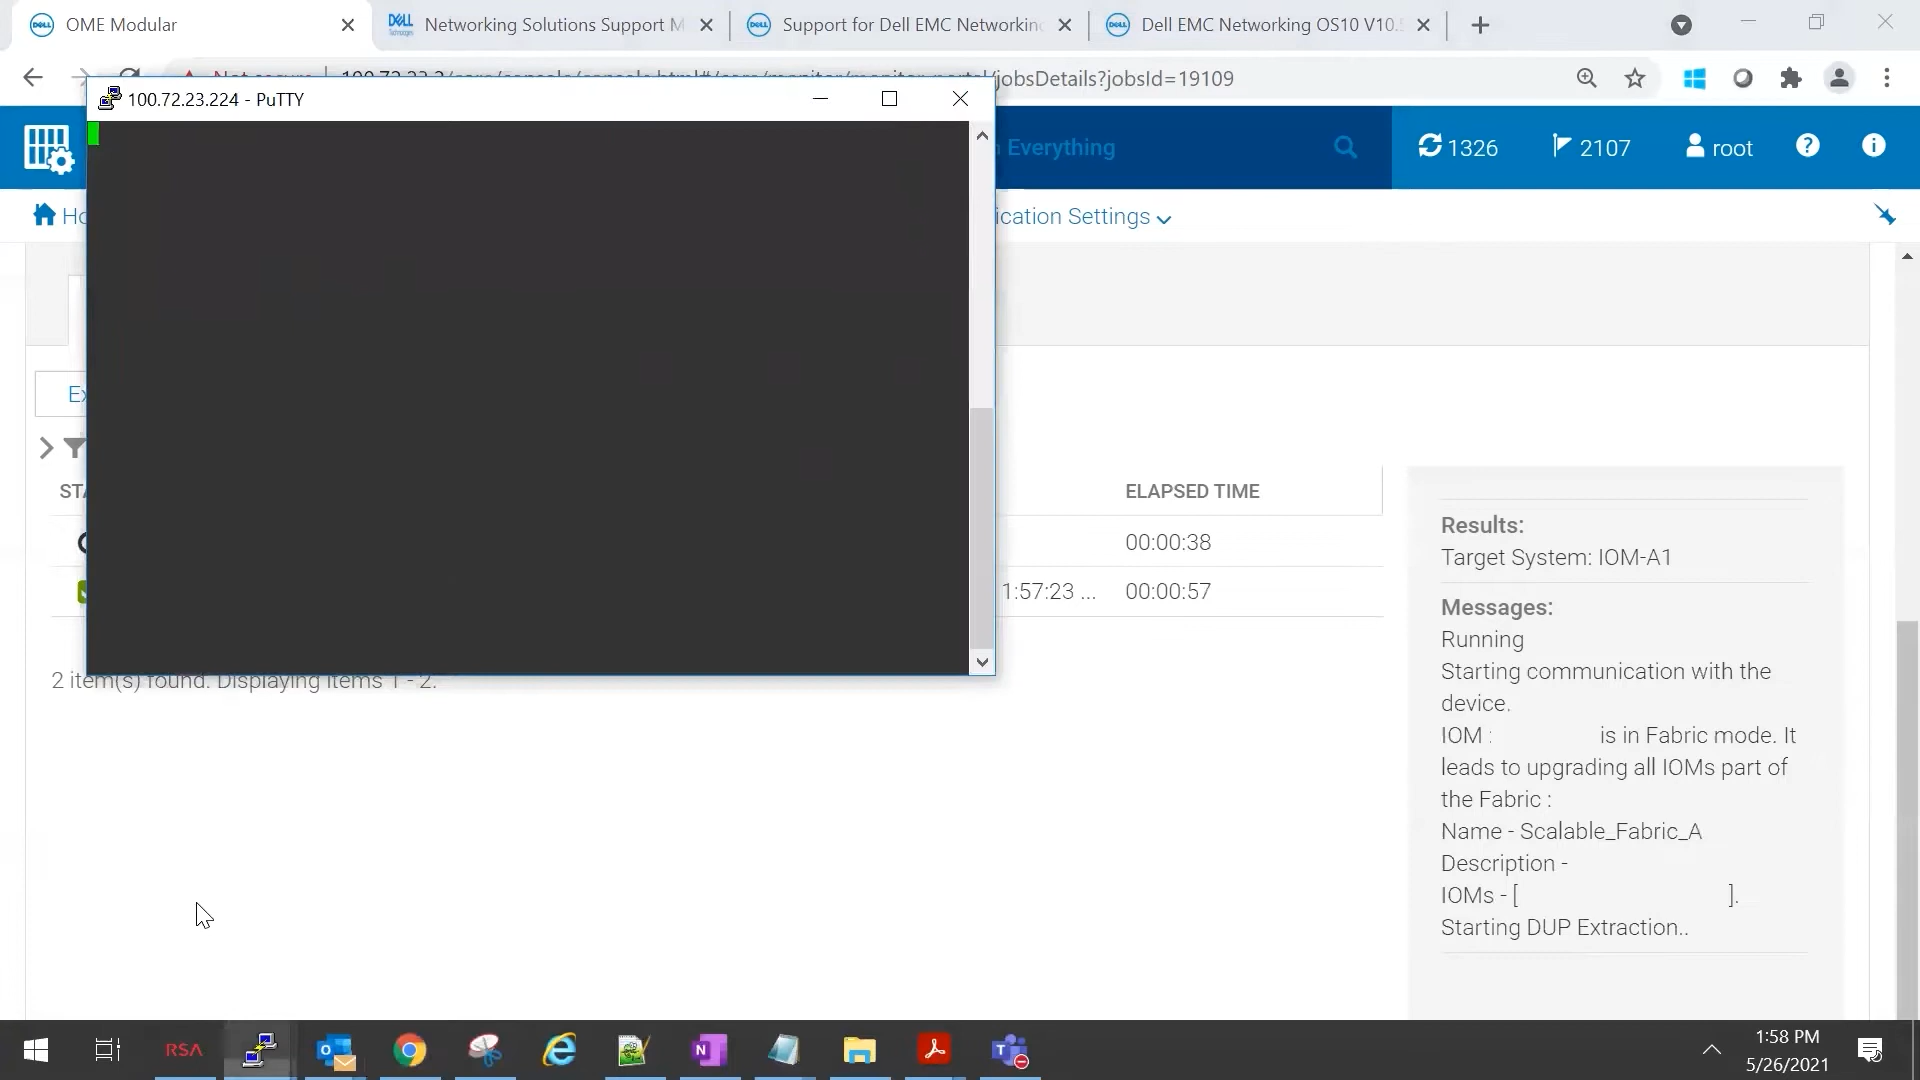 OME Modular
Networking Solutions Support M
Support for Dell EMC Networkin
Dell EMC Networking OS10 V10.5
/jobsDetails?jobsId=19109
100.72.23.224 - PuTTY
Everything
1326
2107
root
Ho
ication Settings
Ex
STA
ELAPSED TIME
00:00:38
1:57:23 ...
00:00:57
2 item(s) found. Displaying items 1 - 2.
Results:
Target System: IOM-A1
Messages:
Running
Starting communication with the
device.
IOM : is in Fabric mode. It
leads to upgrading all IOMs part of
the Fabric :
Name - Scalable_Fabric_A
Description -
IOMs - [ ].
Starting DUP Extraction..
RSA
1:58 PM
5/26/2021